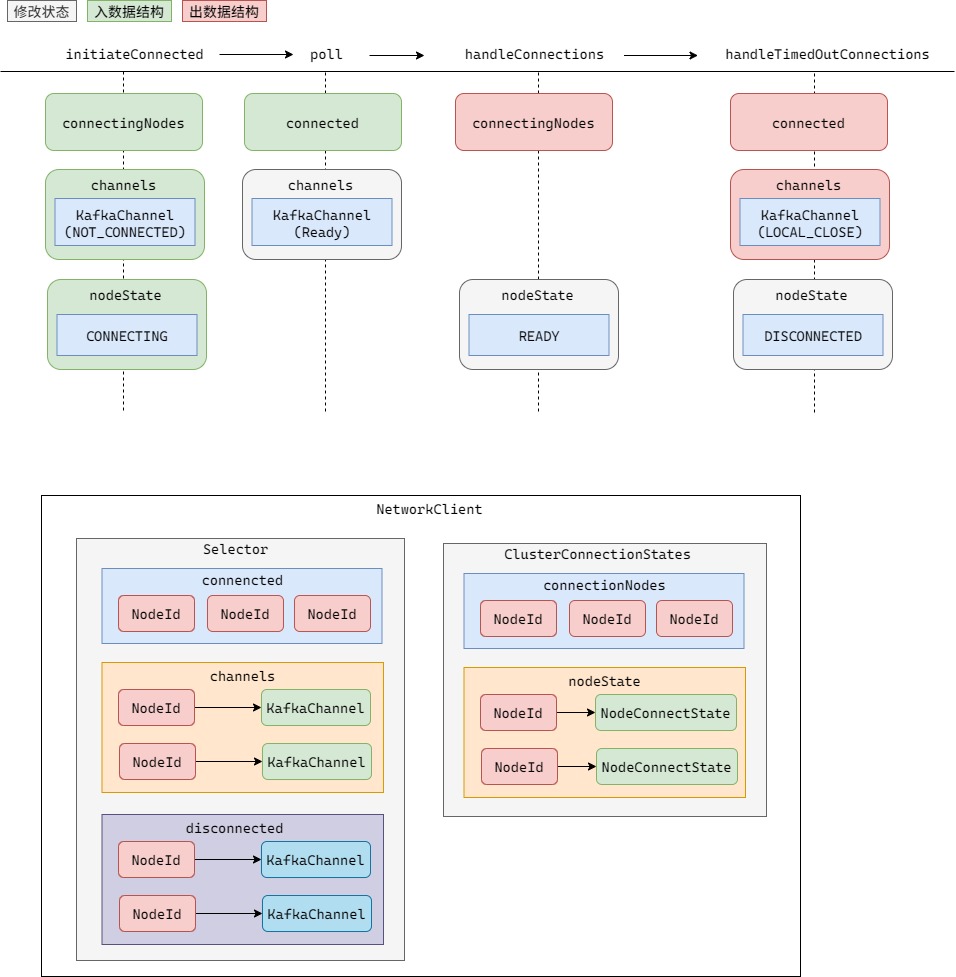 修改状态 入数据结构 出数据结构
initiateConnected poll handleConnections handleTimedOutConnections
connectingNodes connected connectingNodes connected
channels channels channels
KafkaChannel KafkaChannel KafkaChannel
(NOT_CONNECTED) (Ready) (LOCAL_CLOSE)
nodeState nodeState nodeState
CONNECTING READY DISCONNECTED
NetworkClient
Selector
connencted
NodeId NodeId NodeId
channels
NodeId KafkaChannel
NodeId KafkaChannel
disconnected
NodeId KafkaChannel
NodeId KafkaChannel
ClusterConnectionStates
connectionNodes
NodeId NodeId NodeId
nodeState
NodeId NodeConnectState
NodeId NodeConnectState